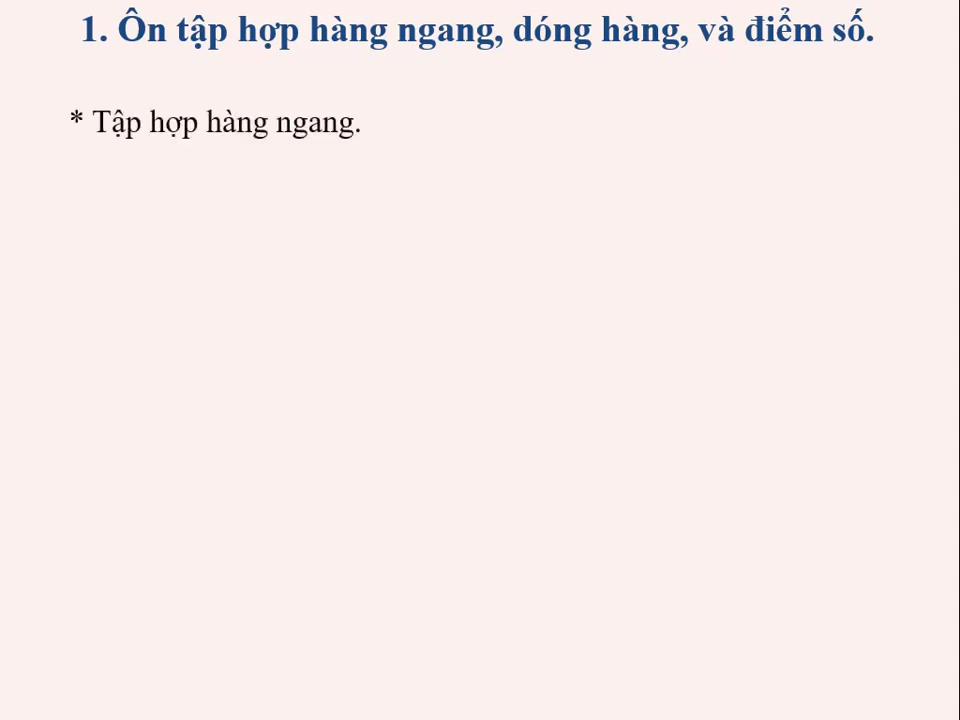 1. Ôn tập hợp hàng ngang, dóng hàng, và điểm số.
* Tập hợp hàng ngang.